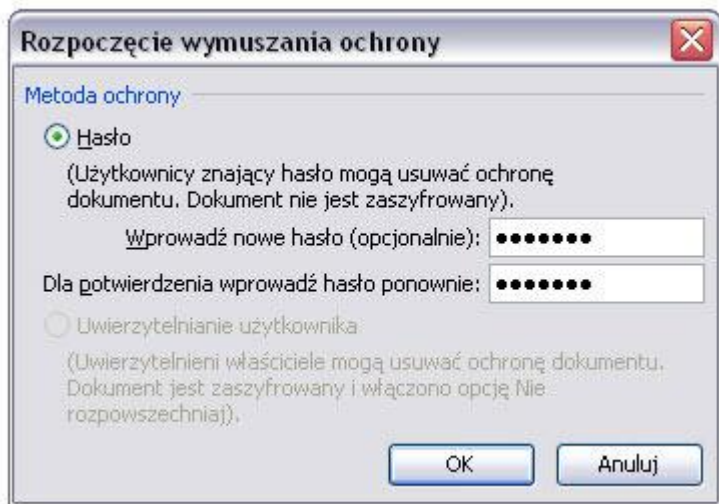 Rozpoczęcie wymuszania ochrony
Metoda ochrony
Hasło
(Użytkownicy znający hasło mogą usuwać ochronę
dokumentu. Dokument nie jest zaszyfrowany).
Wprowadź nowe hasło (opcjonalnie): •••••••
Dla potwierdzenia wprowadź hasło ponownie: •••••••
Uwierzytelnianie użytkownika
(Uwierzytelnieni właściciele mogą usuwać ochronę dokumentu.
Dokument jest zaszyfrowany i włączono opcję Nie
rozpowszechniaj).
OK Anuluj